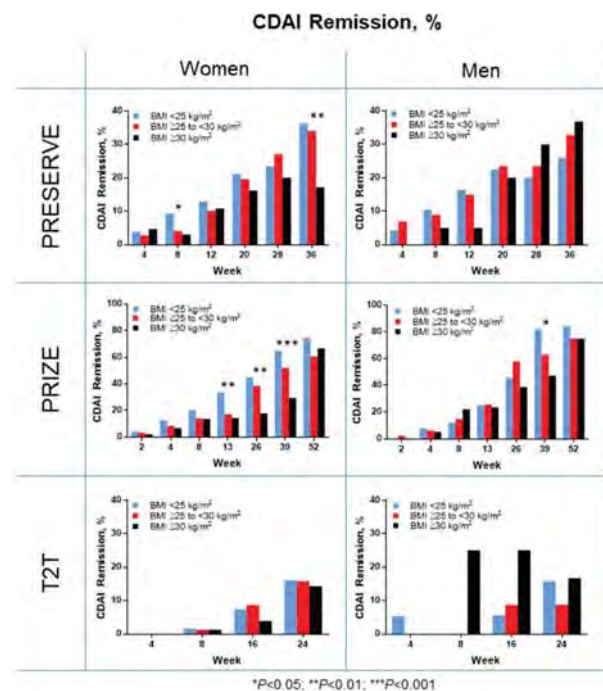 CDAI Remission, %
Women
Men
PRESERVE
CDAI Remission, %
40
30
20
10
0
BMI <25 kg/m²
BMI ≥25 to <30 kg/m²
BMI ≥30 kg/m²
*
**
4 8 12 20 28 36
Week
CDAI Remission, %
40
30
20
10
0
BMI <25 kg/m²
BMI ≥25 to <30 kg/m²
BMI ≥30 kg/m²
4 8 12 20 28 36
Week
PRIZE
CDAI Remission, %
100
80
60
40
20
0
BMI <25 kg/m²
BMI ≥25 to <30 kg/m²
BMI ≥30 kg/m²
**
**
***
2 4 8 13 26 39 52
Week
CDAI Remission, %
100
80
60
40
20
0
BMI <25 kg/m²
BMI ≥25 to <30 kg/m²
BMI ≥30 kg/m²
*
2 4 8 13 26 39 52
Week
T2T
CDAI Remission, %
40
30
20
10
0
BMI <25 kg/m²
BMI ≥25 to <30 kg/m²
BMI ≥30 kg/m²
4 8 16 24
Week
CDAI Remission, %
40
30
20
10
0
BMI <25 kg/m²
BMI ≥25 to <30 kg/m²
BMI ≥30 kg/m²
4 8 16 24
Week
*P<0.05; **P<0.01; ***P<0.001